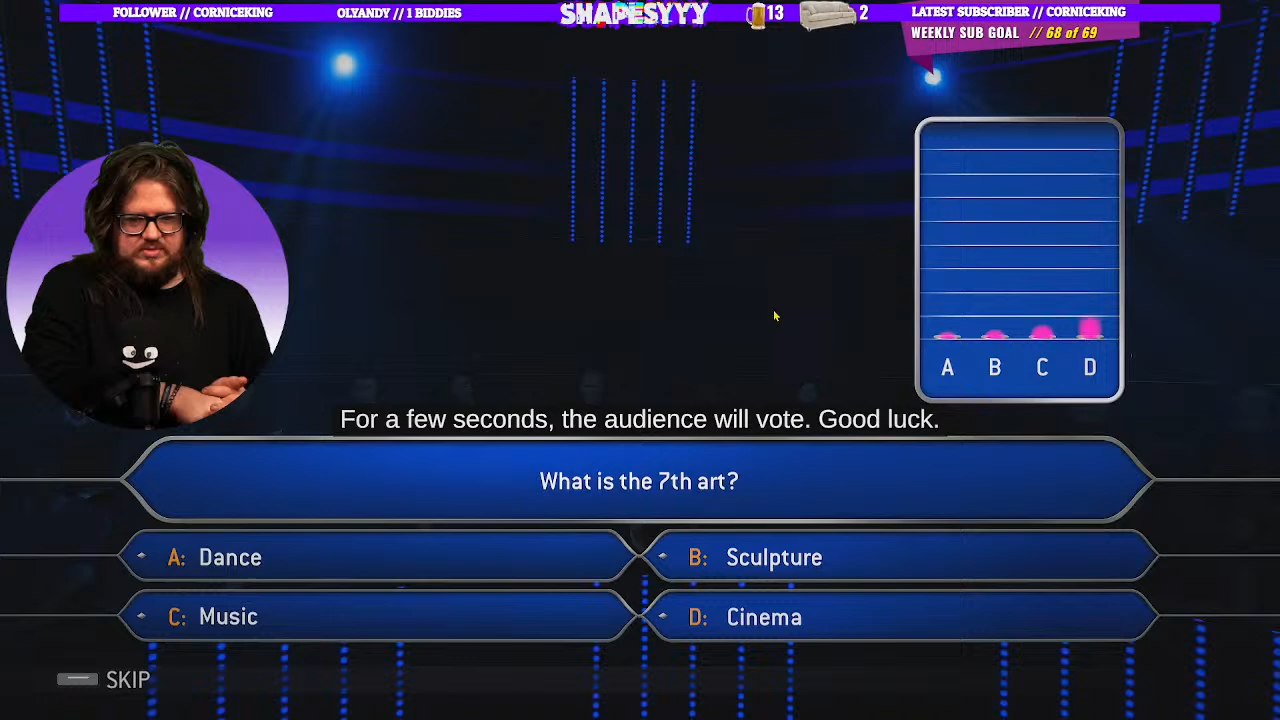 FOLLOWER // CORNICEKING
OLYANDY // 1 BIDDIES
SHAPESYYY
13
2
LATEST SUBSCRIBER // CORNICEKING
WEEKLY SUB GOAL // 68 of 69
A B C D
For a few seconds, the audience will vote. Good luck.
What is the 7th art?
A: Dance
B: Sculpture
C: Music
D: Cinema
SKIP